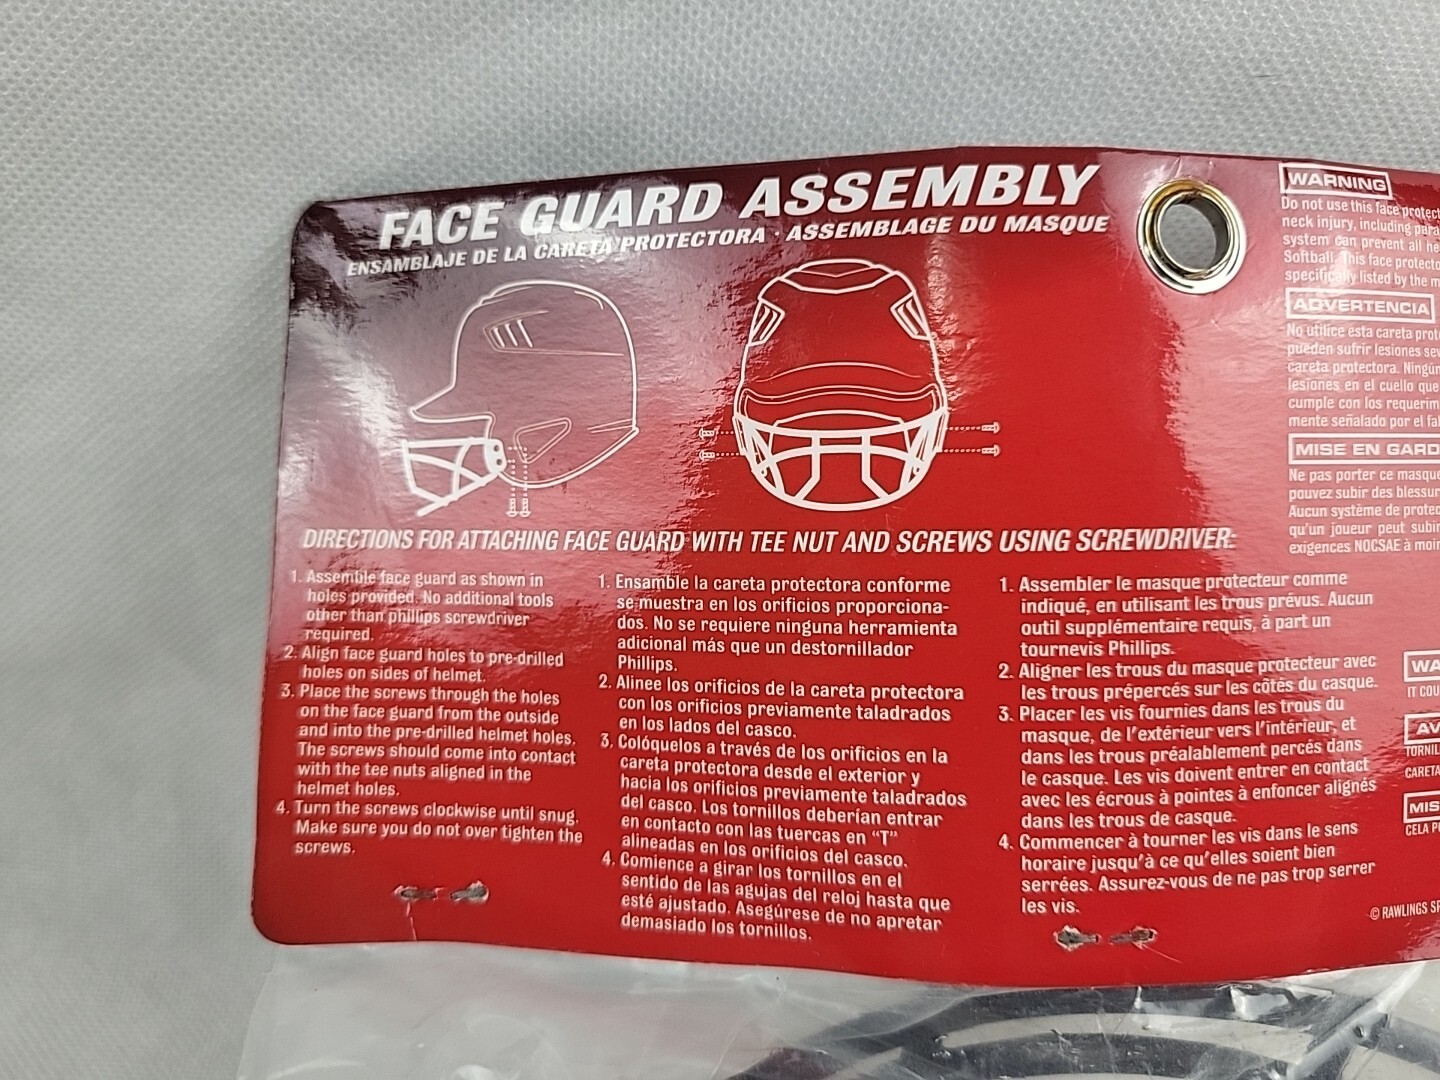 FACE GUARD ASSEMBLY
ENSAMBLAJE DE LA CARETA PROTECTORA · ASSEMBLAGE DU MASQUE
DIRECTIONS FOR ATTACHING FACE GUARD WITH TEE NUT AND SCREWS USING SCREWDRIVER:
1. Assemble face guard as shown in
holes provided. No additional tools
other than phillips screwdriver
required.
2. Align face guard holes to pre-drilled
holes on sides of helmet.
3. Place the screws through the holes
on the face guard from the outside
and into the pre-drilled helmet holes.
The screws should come into contact
with the tee nuts aligned in the
helmet holes.
4. Turn the screws clockwise until snug.
Make sure you do not over tighten the
screws.
1. Ensamble la careta protectora conforme
se muestra en los orificios proporciona-
dos. No se requiere ninguna herramienta
adicional más que un destornillador
Phillips.
2. Alinee los orificios de la careta protectora
con los orificios previamente taladrados
en los lados del casco.
3. Colóquelos a través de los orificios en la
careta protectora desde el exterior y
hacia los orificios previamente taladrados
del casco. Los tornillos deberían entrar
en contacto con las tuercas en “T”
alineadas en los orificios del casco.
4. Comience a girar los tornillos en el
sentido de las agujas del reloj hasta que
esté ajustado. Asegúrese de no apretar
demasiado los tornillos.
1. Assembler le masque protecteur comme
indiqué, en utilisant les trous prévus. Aucun
outil supplémentaire requis, à part un
tournevis Phillips.
2. Aligner les trous du masque protecteur avec
les trous prépercés sur les côtés du casque.
3. Placer les vis fournies dans les trous du
masque, de l’extérieur vers l’intérieur, et
dans les trous préalablement percés dans
le casque. Les vis doivent entrer en contact
avec les écrous à pointes à enfoncer alignés
dans les trous de casque.
4. Commencer à tourner les vis dans le sens
horaire jusqu’à ce qu’elles soient bien
serrées. Assurez-vous de ne pas trop serrer
les vis.
WARNING
Do not use this face protect
neck injury, including para
system can prevent all he
Softball. This face protecto
specifically listed by the m
ADVERTENCIA
No utilice esta careta prote
pueden sufrir lesiones sev
careta protectora. Ningún
lesiones en el cuello que
cumple con los requerim
mente señalado por el fal
MISE EN GARD
Ne pas porter ce masque
pouvez subir des blessur
Aucun système de protec
qu’un joueur peut subir
exigences NOCSAE à moin
WA
IT COU
AV
TORNIL
CARETA
MIS
CELA P
© RAWLINGS SP